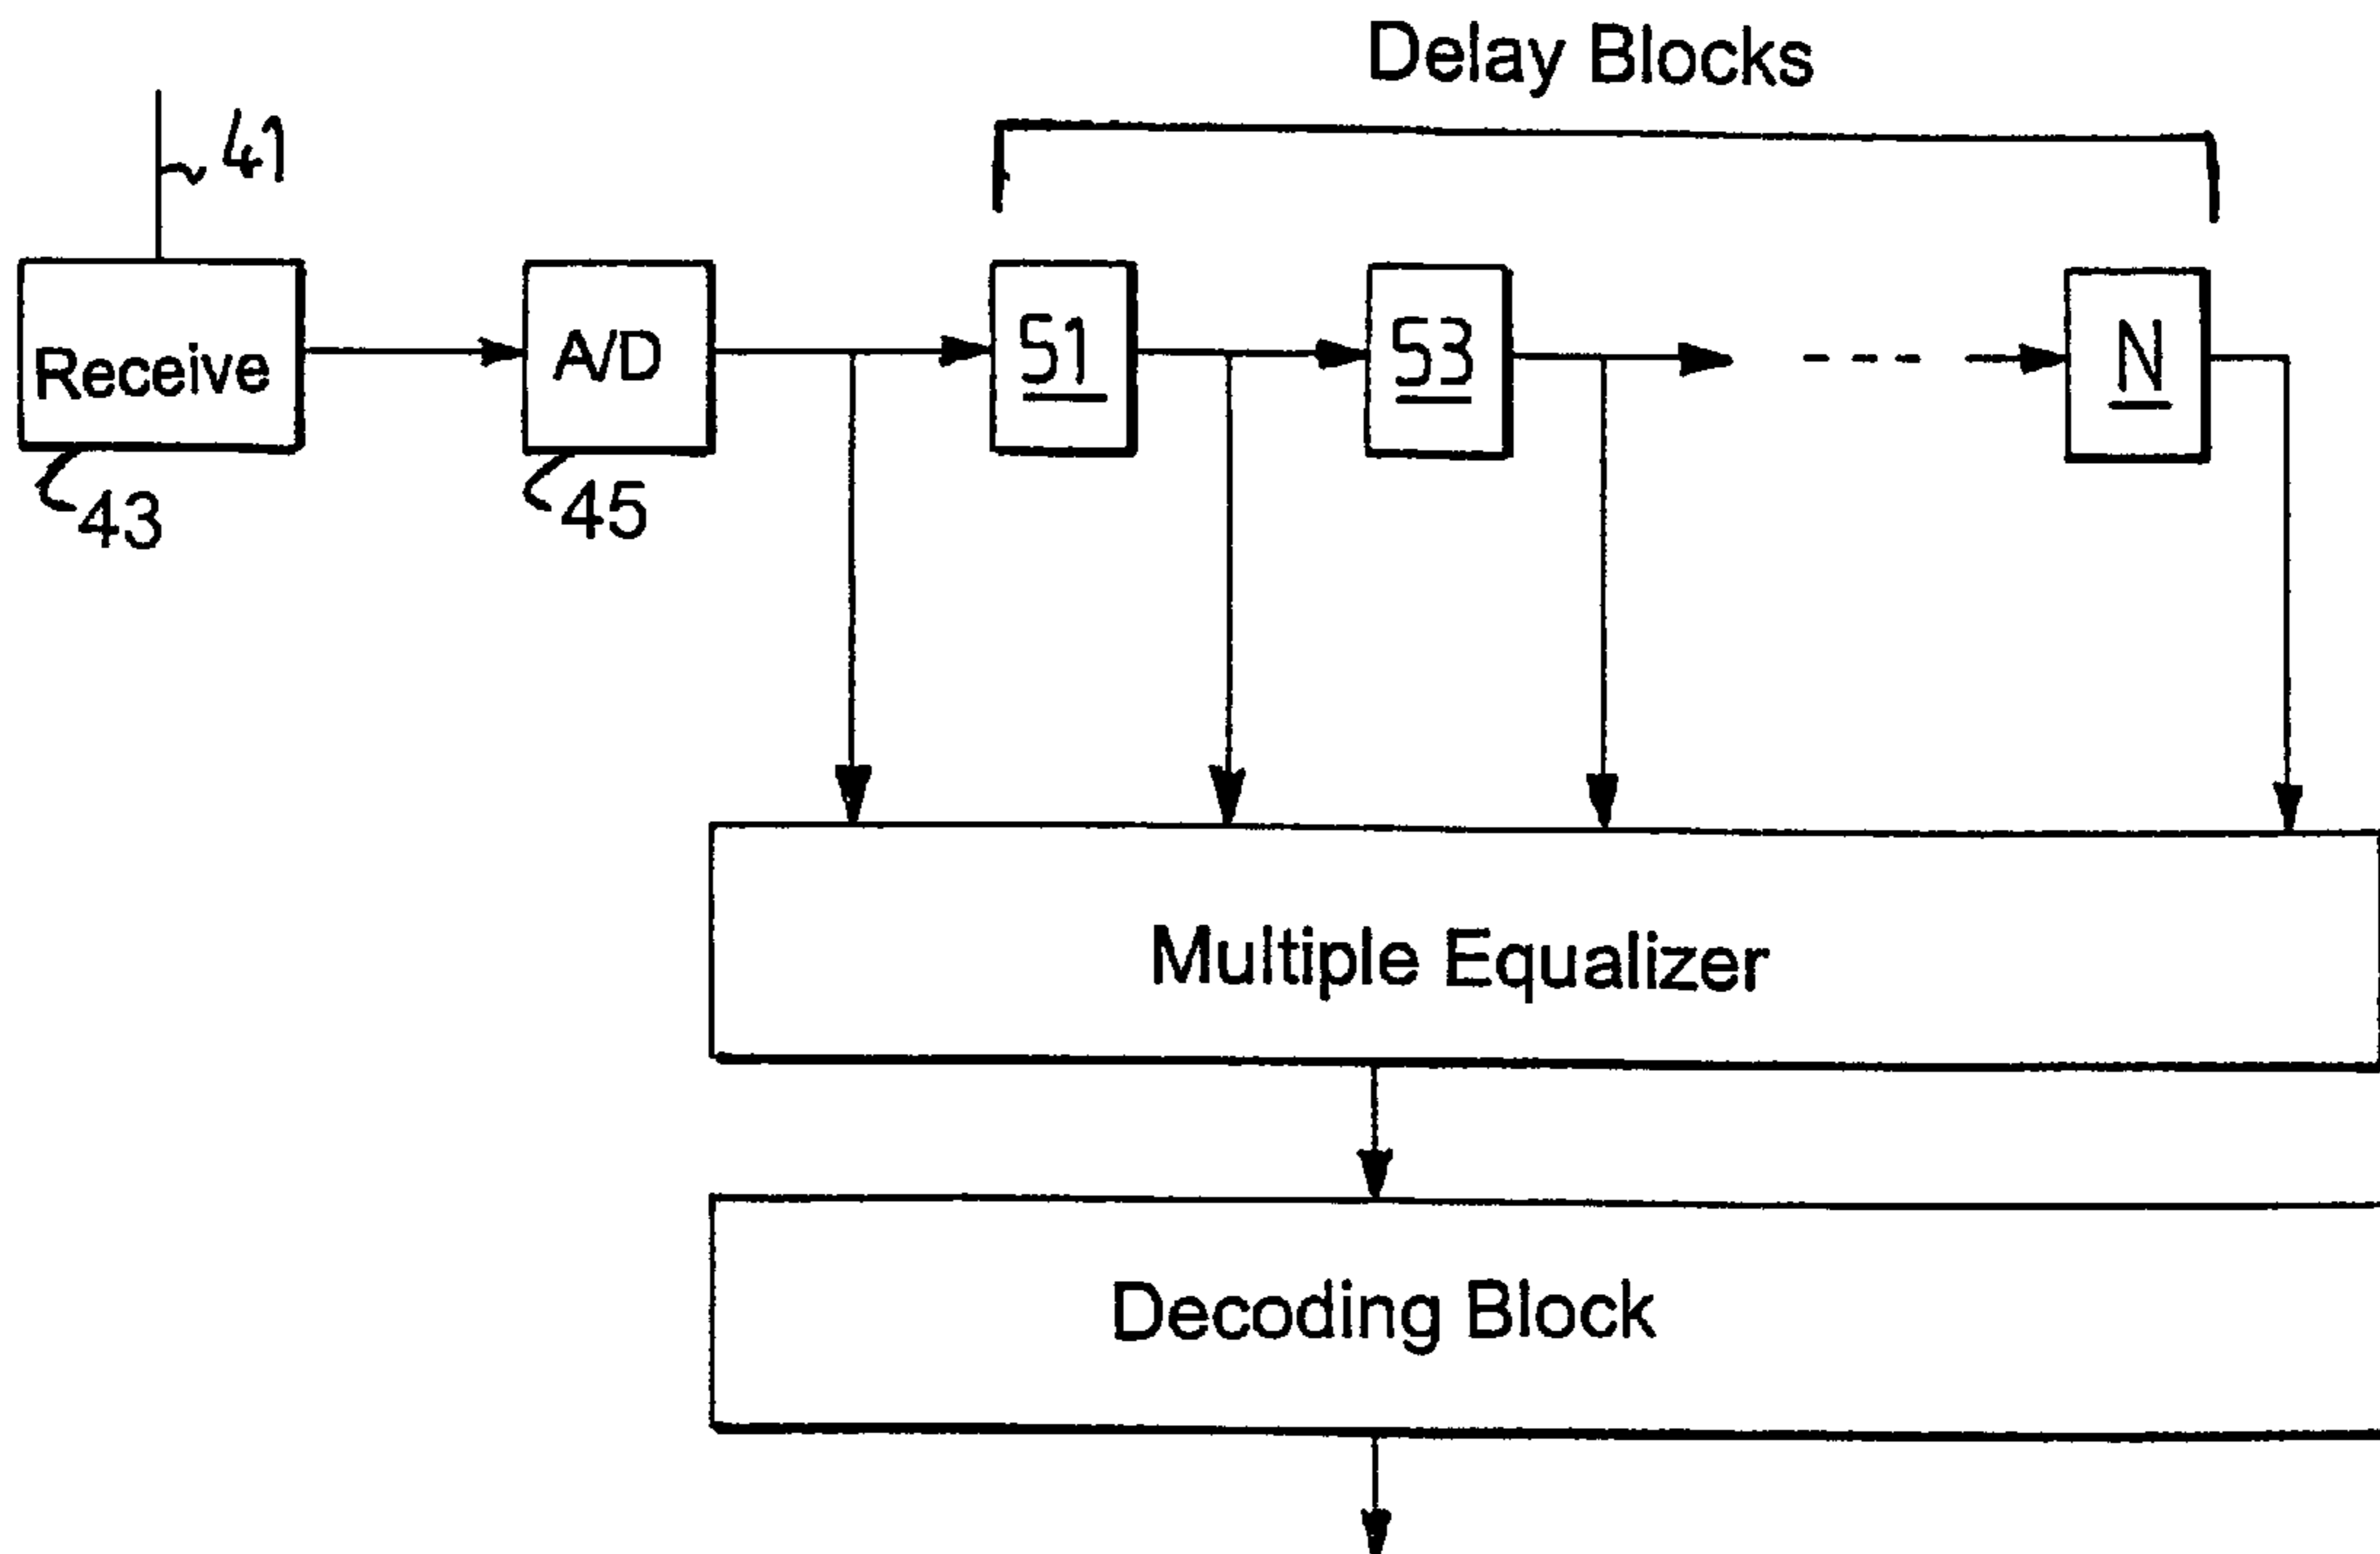 Delay Blocks
41
Receive
A/D
51
53
N
43
45
Multiple Equalizer
Decoding Block